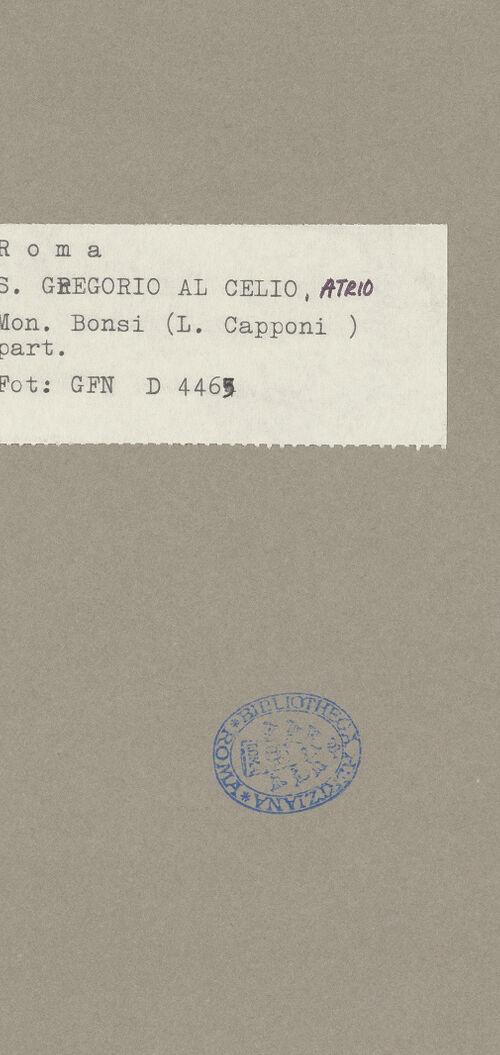 R o m a
S. GREGORIO AL CELIO, ATRIO
Mon. Bonsi (L. Capponi )
part.
Fot: GFN D 4465
BIBLIOTHECA HERTZIANA * ROMA *